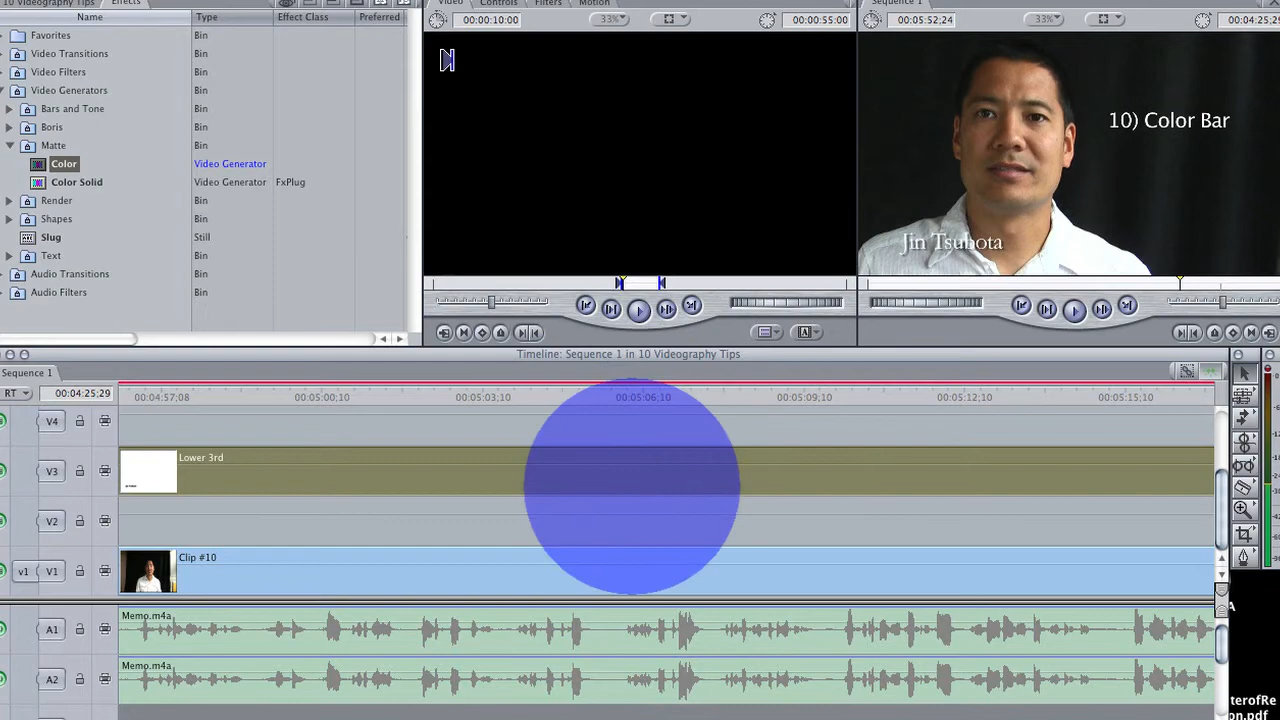 10 Videography Tips Effects
Name Type Effect Class Preferred
Favorites Bin
Video Transitions Bin
Video Filters Bin
Video Generators Bin
Bars and Tone Bin
Boris Bin
Matte Bin
Color Video Generator
Color Solid Video Generator FxPlug
Render Bin
Shapes Bin
Slug Still
Text Bin
Audio Transitions Bin
Audio Filters Bin
Video Controls Filters Motion
00:00:10:00 33% 00:00:55:00
Sequence 1
00:05:52;24 33% 00:04:25;29
10) Color Bar
Jin Tsubota
A
Timeline: Sequence 1 in 10 Videography Tips
Sequence 1
RT 00:04:25;29
00:04:57;08 00:05:00;10 00:05:03;10 00:05:06;10 00:05:09;10 00:05:12;10 00:05:15;10
V4
V3 Lower 3rd
V2
v1 V1 Clip #10
A1 Memo.m4a
A2 Memo.m4a
A
terofRe
on.pdf